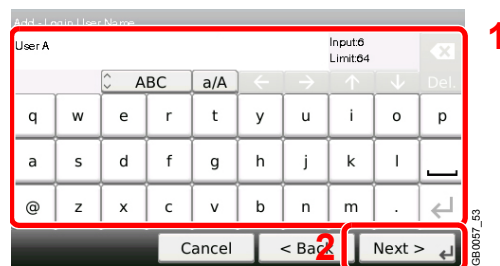 Add - Login User Name
User A
Input:6
Limit:64
ABC a/A ← → ↑ ↓ Del.
q w e r t y u i o p
a s d f g h j k l
@ z x c v b n m .
Cancel < Back Next >
1
2
GB0057_53